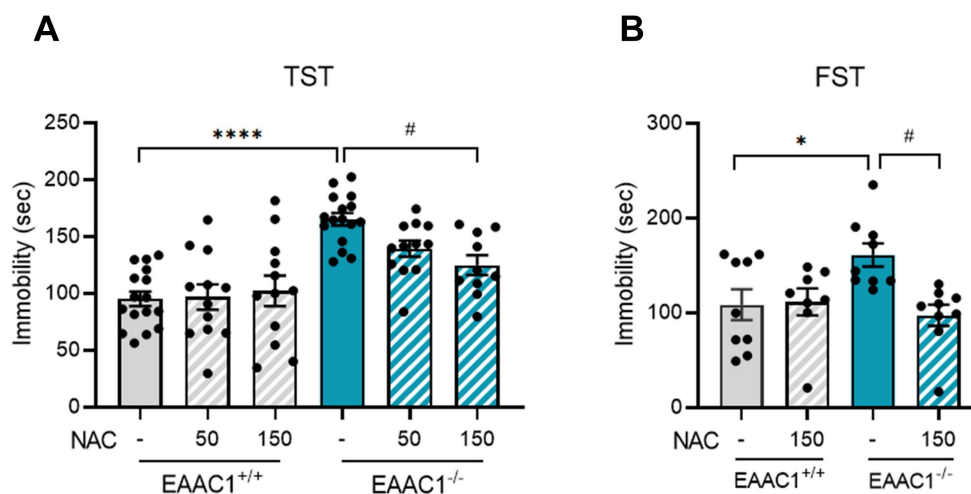 A
B
TST
FST
****
#
*
#
Immobility (sec)
250
200
150
100
50
0
Immobility (sec)
300
200
100
0
NAC - 50 150 - 50 150
EAAC1+/+ EAAC1-/-
NAC - 150 - 150
EAAC1+/+ EAAC1-/-